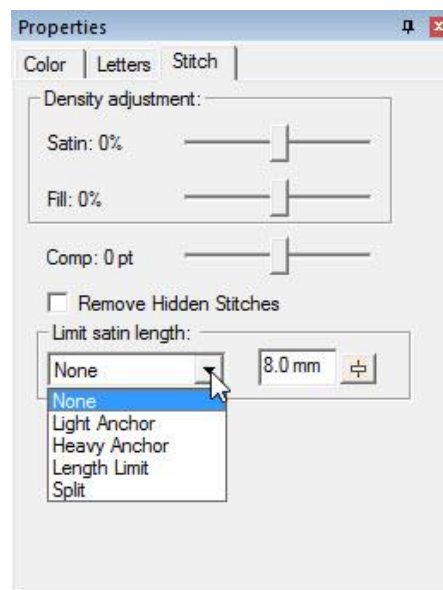 Properties
Color Letters Stitch
Density adjustment:
Satin: 0%
Fill: 0%
Comp: 0 pt
Remove Hidden Stitches
Limit satin length:
None 8.0 mm
None
Light Anchor
Heavy Anchor
Length Limit
Split